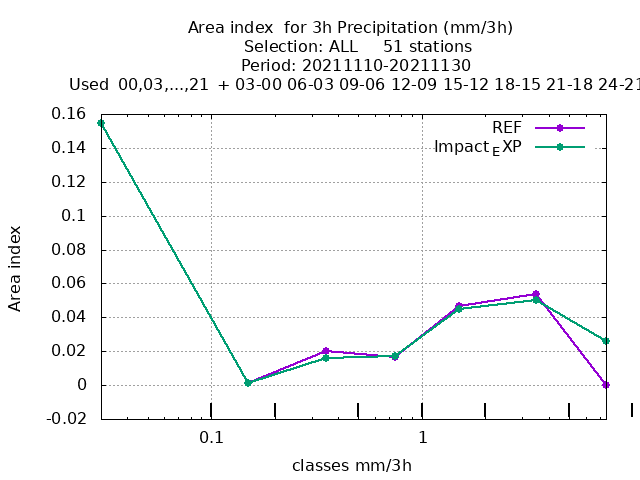 Area index  for 3h Precipitation (mm/3h)
Selection: ALL     51 stations
Period: 20211110-20211130
Used  00,03,...,21  + 03-00 06-03 09-06 12-09 15-12 18-15 21-18 24-21
0.16
0.14
0.12
0.1
0.08
0.06
0.04
0.02
0
-0.02
Area index
REF
Impact_EXP
0.1
1
classes mm/3h